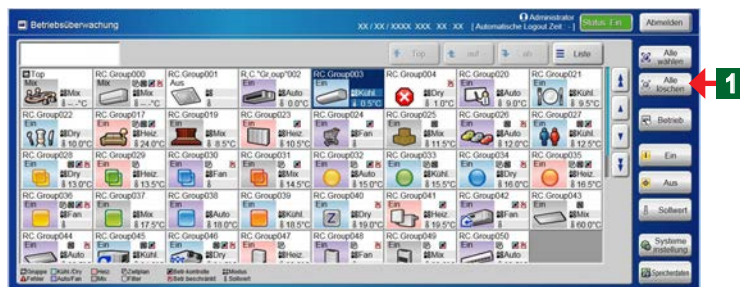 Betriebsüberwachung
XX / XX / XXXX XXX. XX : XX [ Automatische Logout Zeit : - ]
Administrator
Status: Ein
Abmelden
Top
auf
ab
Liste
Alle wählen
Alle löschen
1
Betrieb
Ein
Aus
Sollwert
Systeme instellung
Speicherdaten
Top
Mix
Mix
--.-°C
RC. Group000
Mix
Mix
--.-°C
RC. Group001
Aus
R,C."Gr,oup"002
Ein
Auto
0.0°C
RC. Group003
Ein
Kühl.
0.5°C
RC. Group004
Dry
1.0°C
RC. Group020
Ein
Auto
9.0°C
RC. Group021
Ein
Kühl.
9.5°C
RC. Group022
Ein
Dry
10.0°C
RC. Group017
Ein
Heiz.
24.0°C
RC. Group019
Ein
Mix
8.5°C
RC. Group023
Ein
Heiz.
10.5°C
RC. Group024
Ein
Fan
RC. Group025
Ein
Mix
11.5°C
RC. Group026
Ein
Auto
12.0°C
RC. Group027
Ein
Kühl.
12.5°C
RC. Group028
Ein
Dry
13.0°C
RC. Group029
Ein
Heiz.
13.5°C
RC. Group030
Ein
Fan
RC. Group031
Ein
Mix
14.5°C
RC. Group032
Ein
Auto
15.0°C
RC. Group033
Ein
Kühl.
15.5°C
RC. Group034
Ein
Dry
16.0°C
RC. Group035
Ein
Heiz.
16.5°C
RC. Group036
Ein
Fan
RC. Group037
Ein
Mix
17.5°C
RC. Group038
Ein
Auto
18.0°C
RC. Group039
Ein
Kühl.
18.5°C
RC. Group040
Ein
Dry
19.0°C
RC. Group041
Ein
Heiz.
19.5°C
RC. Group042
Ein
Fan
RC. Group043
Ein
Mix
60.0°C
RC. Group044
Ein
Auto
RC. Group045
Ein
Kühl.
RC. Group046
Ein
Dry
RC. Group047
Ein
Heiz.
RC. Group048
Ein
Fan
RC. Group049
Ein
Mix
RC. Group050
Ein
Auto
Gruppe Kühl./Dry Heiz Zeitplan Betr-kontrolle Modus
Fehler Auto/Fan Mix Filter Betr beschränkt Sollwert